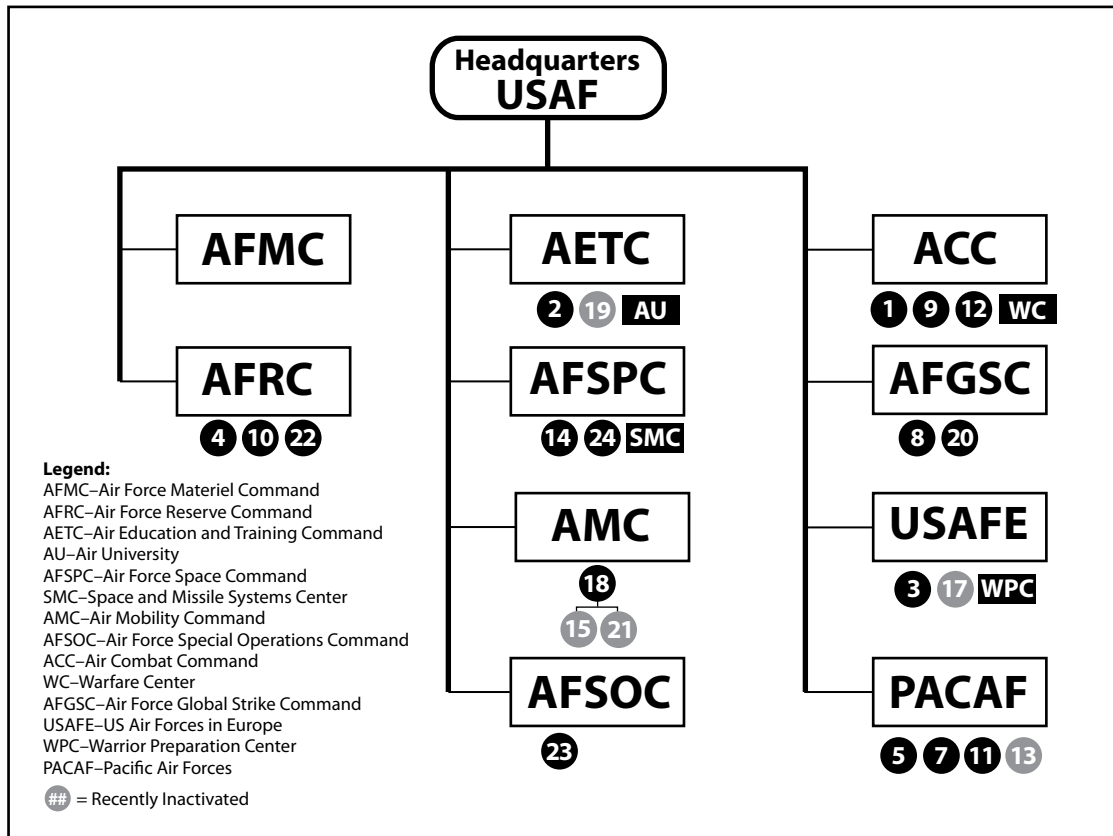 Headquarters
USAF
AFMC
AETC
2 19 AU
ACC
1 9 12 WC
AFRC
4 10 22
AFSPC
14 24 SMC
AFGSC
8 20
AMC
18
15 21
USAFE
3 17 WPC
AFSOC
23
PACAF
5 7 11 13
Legend:
AFMC–Air Force Materiel Command
AFRC–Air Force Reserve Command
AETC–Air Education and Training Command
AU–Air University
AFSPC–Air Force Space Command
SMC–Space and Missile Systems Center
AMC–Air Mobility Command
AFSOC–Air Force Special Operations Command
ACC–Air Combat Command
WC–Warfare Center
AFGSC–Air Force Global Strike Command
USAFE–US Air Forces in Europe
WPC–Warrior Preparation Center
PACAF–Pacific Air Forces
## = Recently Inactivated